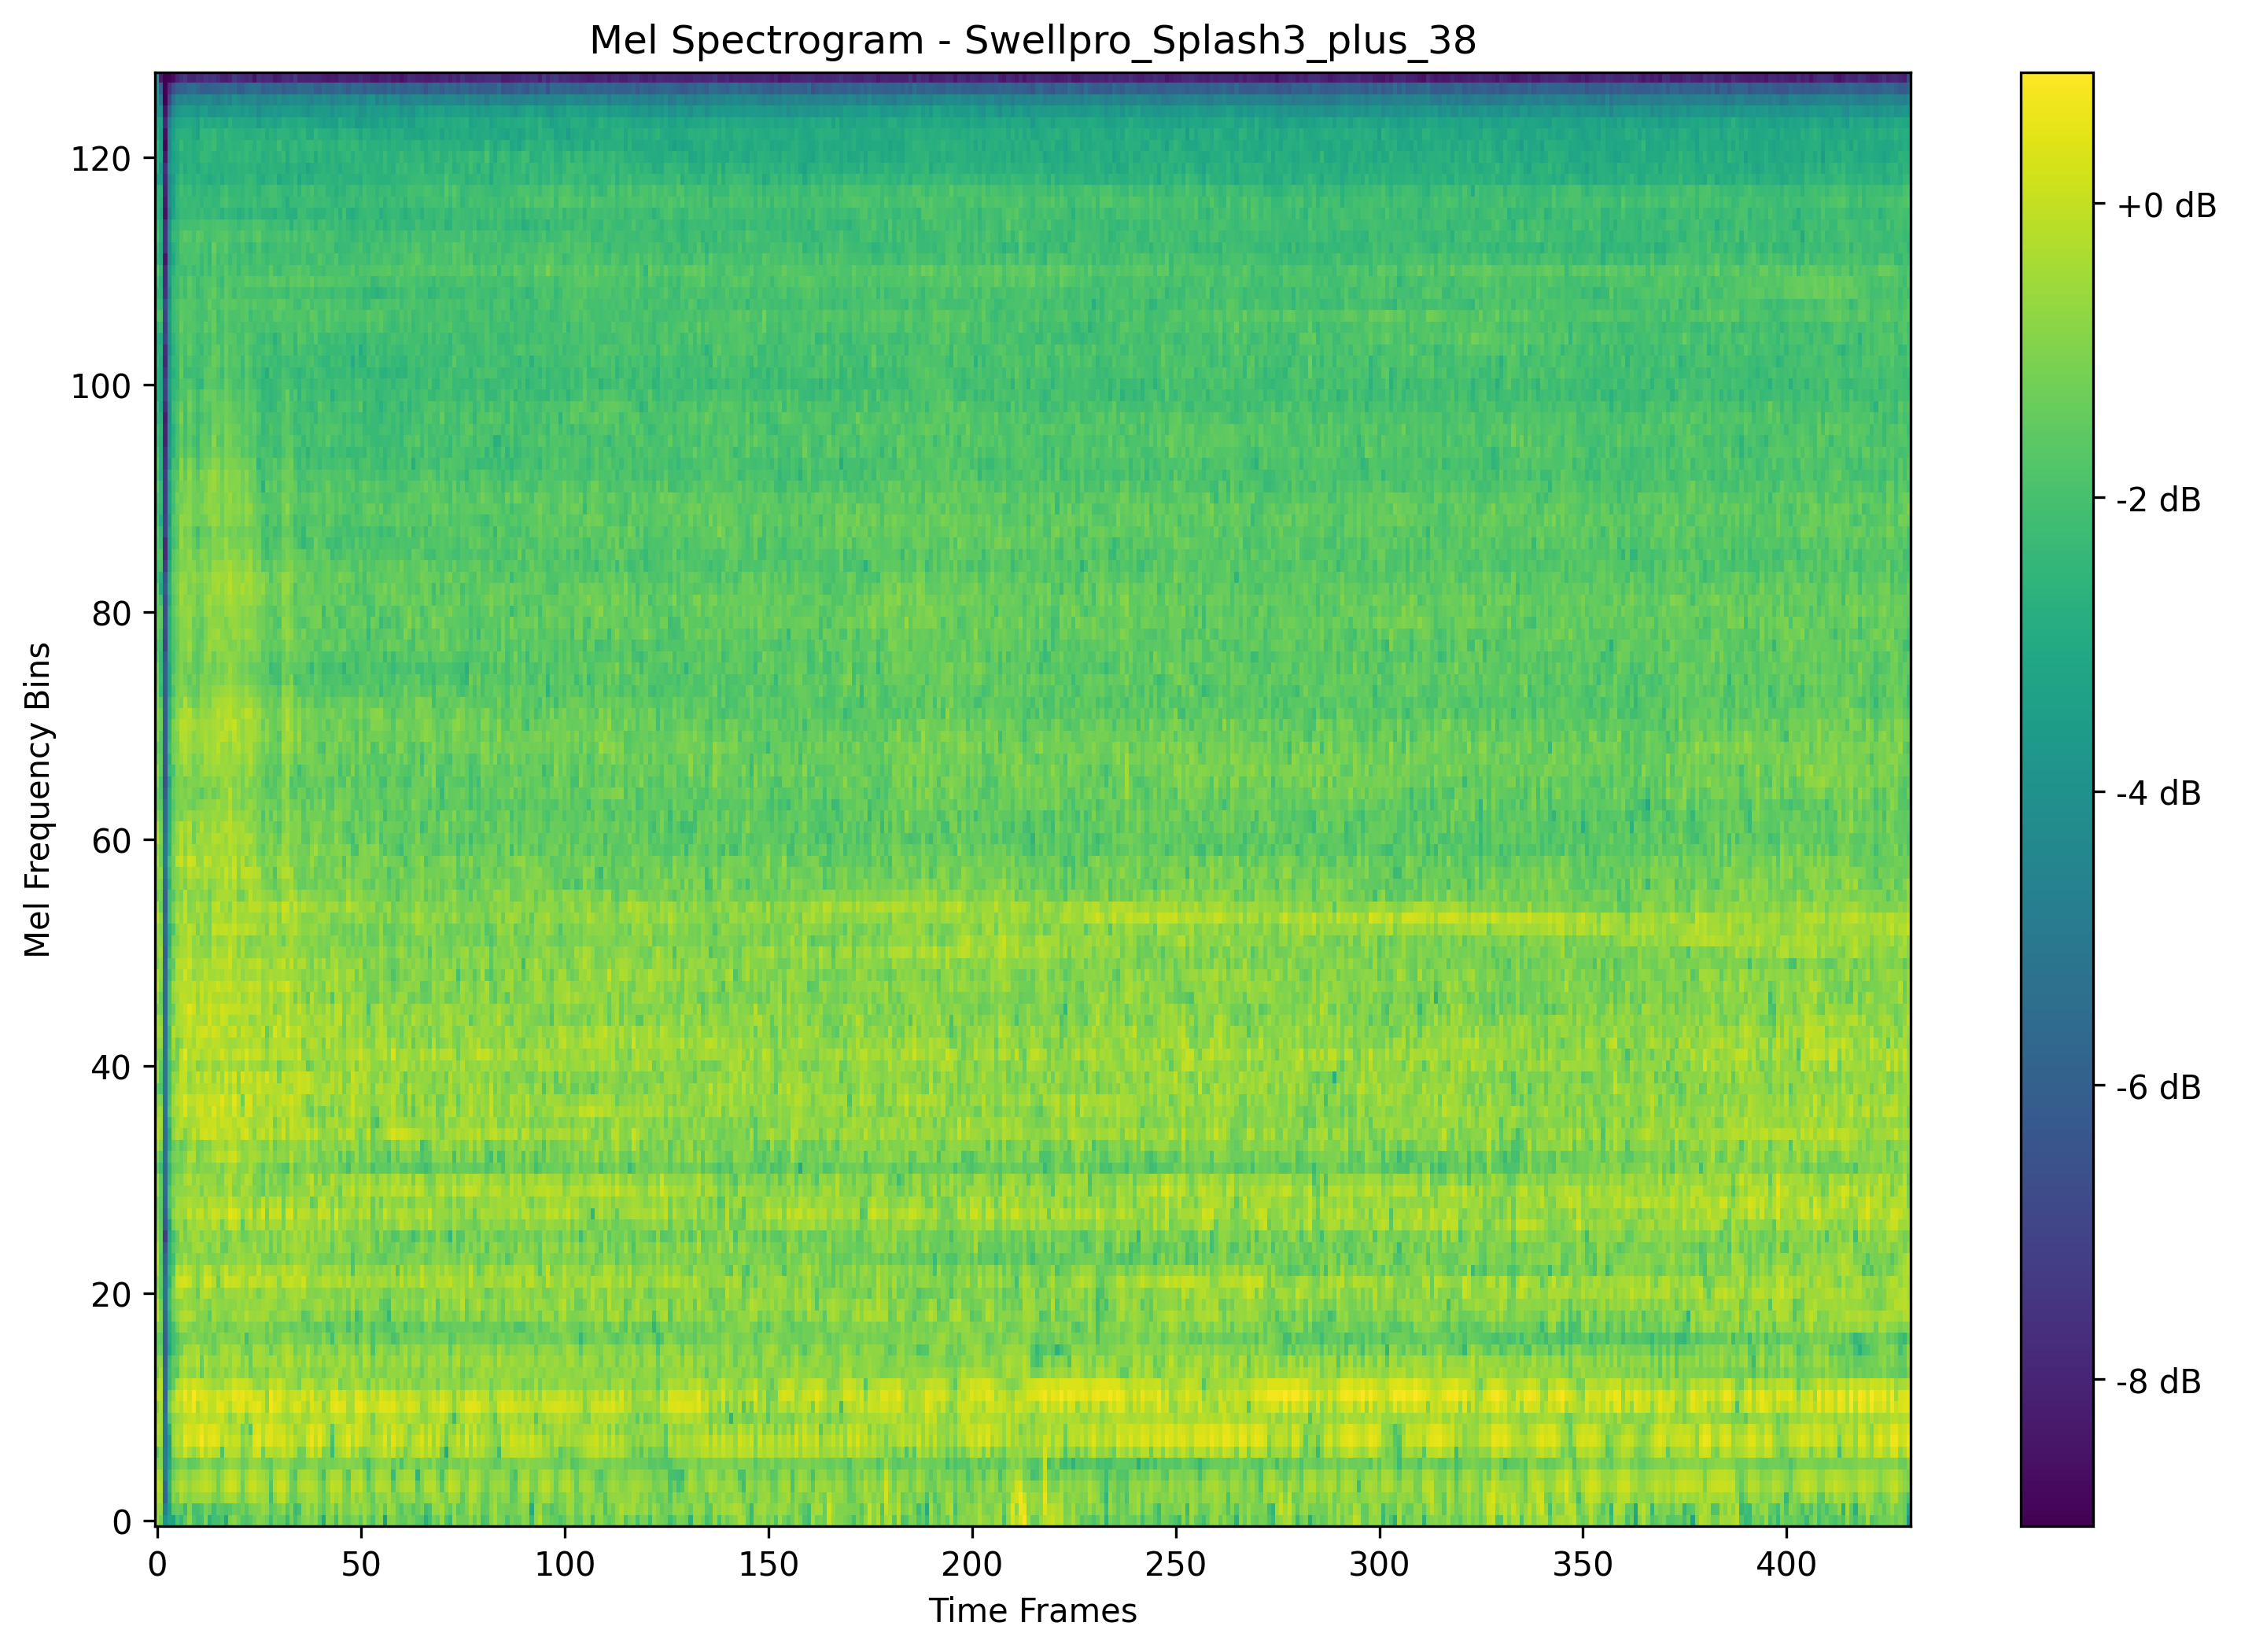 Mel Spectrogram - Swellpro_Splash3_plus_38
Mel Frequency Bins
120
100
80
60
40
20
0
0 50 100 150 200 250 300 350 400
Time Frames
+0 dB
-2 dB
-4 dB
-6 dB
-8 dB